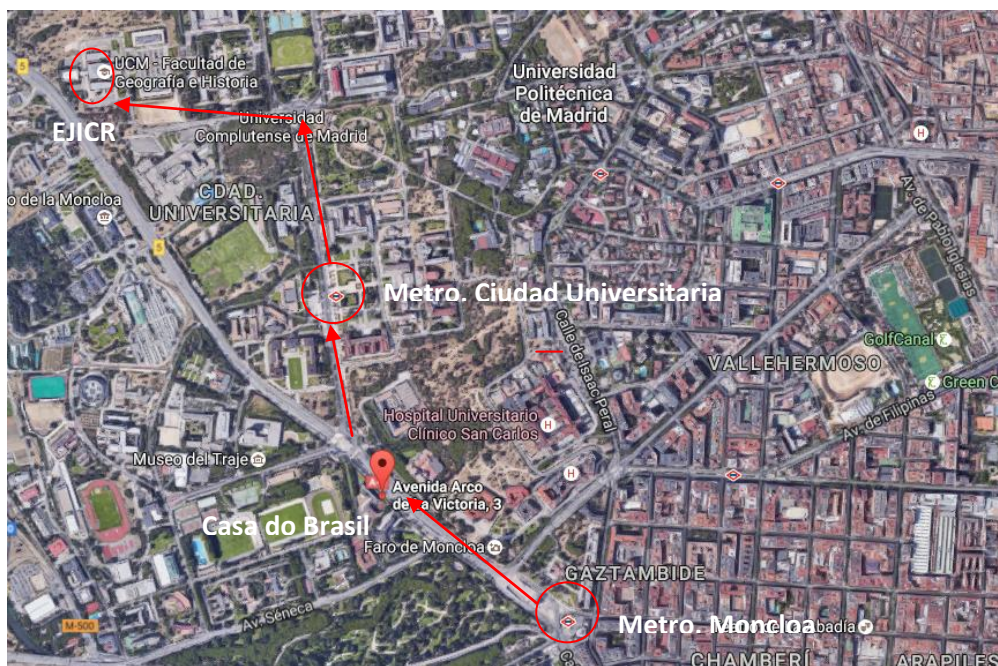 5
UCM - Facultad de
Geografía e Historia
EJICR
Universidad
Complutense de Madrid
Universidad
Politécnica
de Madrid
H
Av. de Pablo Iglesias
o de la Moncloa
CDAD.
UNIVERSITARIA
5
Metro. Ciudad Universitaria
Calle de Isaac Peral
GolfCanal
VALLEHERMOSO
Green C
Av. de Filipinas
Hospital Universitario
Clínico San Carlos
H
Museo del Traje
H
Avenida Arco
de la Victoria, 3
Casa do Brasil
Faro de Moncloa
GAZTAMBIDE
Av. Séneca
M-500
Metro. Moncloa
CHAMBERÍ
ARAPILES